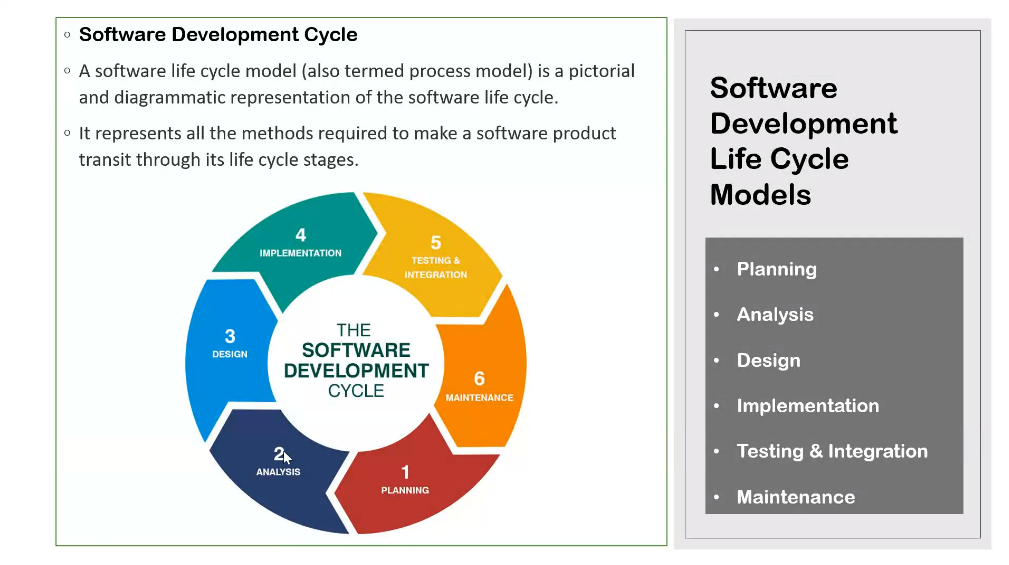 Software Development Cycle
A software life cycle model (also termed process model) is a pictorial
and diagrammatic representation of the software life cycle.
It represents all the methods required to make a software product
transit through its life cycle stages.
4
IMPLEMENTATION
5
TESTING &
INTEGRATION
3
DESIGN
THE
SOFTWARE
DEVELOPMENT
CYCLE
6
MAINTENANCE
2
ANALYSIS
1
PLANNING
Software
Development
Life Cycle
Models
• Planning
• Analysis
• Design
• Implementation
• Testing & Integration
• Maintenance